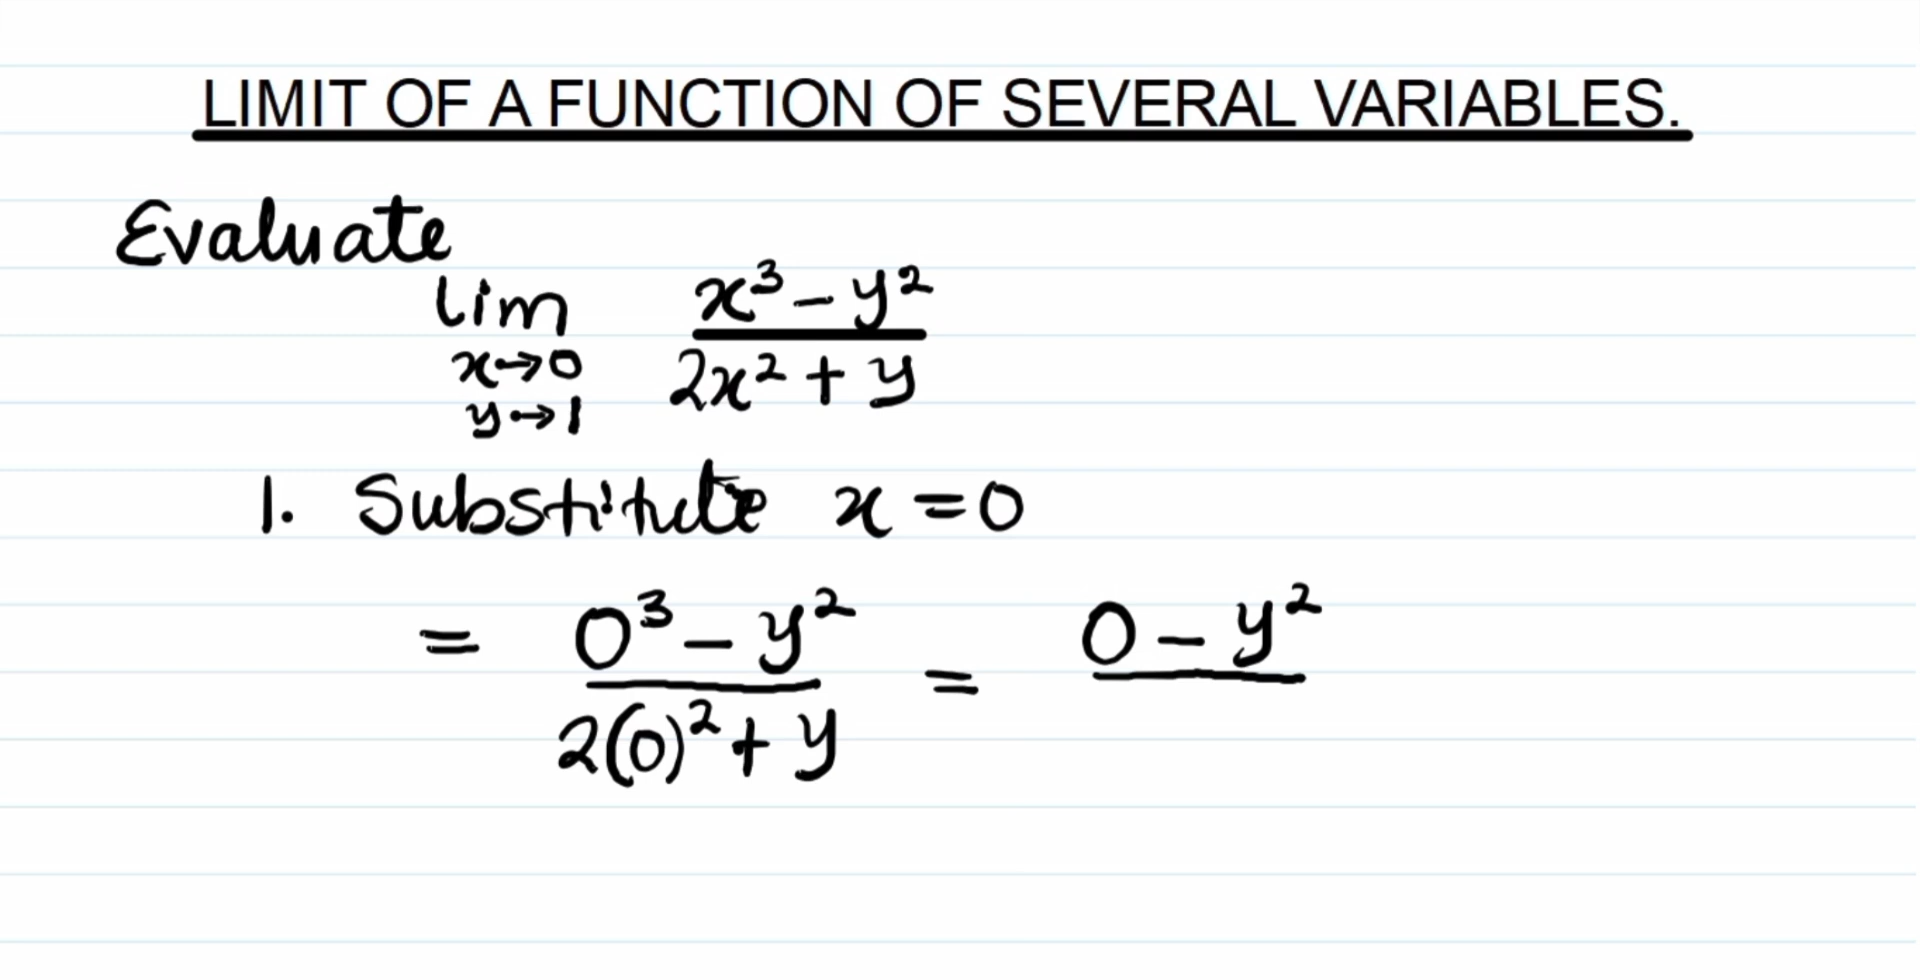 LIMIT OF A FUNCTION OF SEVERAL VARIABLES.
Evaluate
lim x³ - y²
x→0 2x² + y
y→1
1. Substitute x = 0
= 0³ - y² = 0 - y²
2(0)² + y